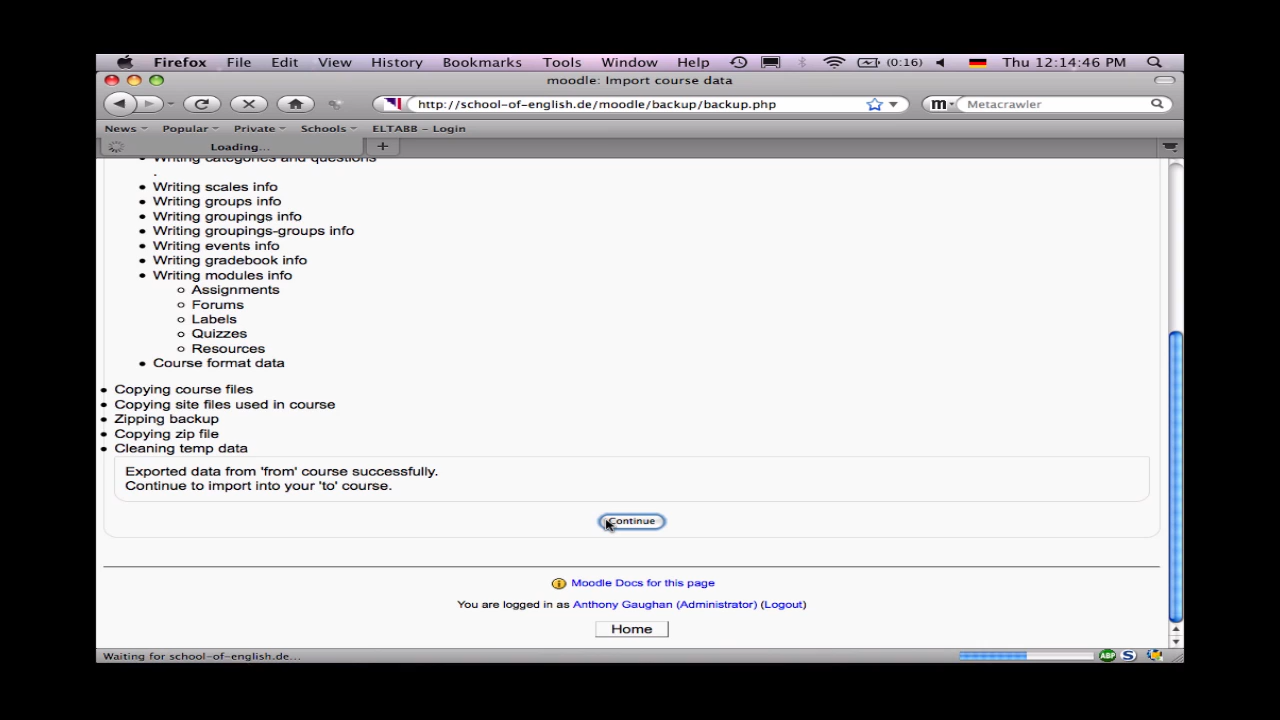 Firefox File Edit View History Bookmarks Tools Window Help (0:16) Thu 12:14:46 PM
moodle: Import course data
http://school-of-english.de/moodle/backup/backup.php m Metacrawler
News Popular Private Schools ELTABB - Login
Loading... +
Writing categories and questions
.
Writing scales info
Writing groups info
Writing groupings info
Writing groupings-groups info
Writing events info
Writing gradebook info
Writing modules info
Assignments
Forums
Labels
Quizzes
Resources
Course format data
Copying course files
Copying site files used in course
Zipping backup
Copying zip file
Cleaning temp data
Exported data from 'from' course successfully.
Continue to import into your 'to' course.
Continue
Moodle Docs for this page
You are logged in as Anthony Gaughan (Administrator) (Logout)
Home
Waiting for school-of-english.de... ABP S